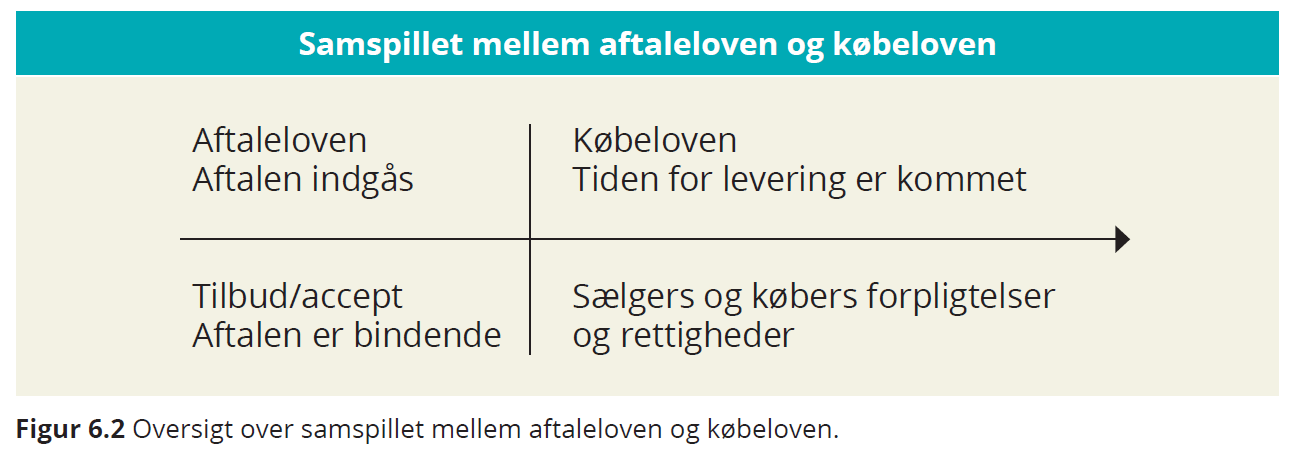 Samspillet mellem aftaleloven og købeloven
Aftaleloven
Aftalen indgås
Købeloven
Tiden for levering er kommet
Tilbud/accept
Aftalen er bindende
Sælgers og købers forpligtelser
og rettigheder
Figur 6.2 Oversigt over samspillet mellem aftaleloven og købeloven.